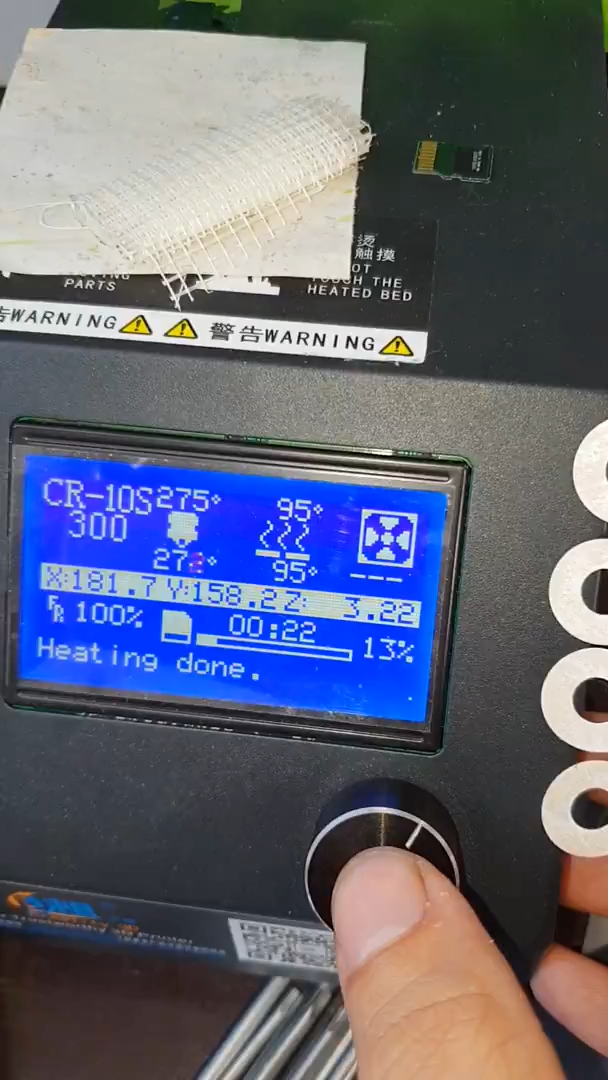 烫
触摸
OT
TOUCH THE
HEATED BED
PARTS
告WARNING
警告WARNING
CR-10S
300
275°
95°
95°
X:181.7 Y:158.2 Z: 3.22
FR 100%
00:22
13%
Heating done.